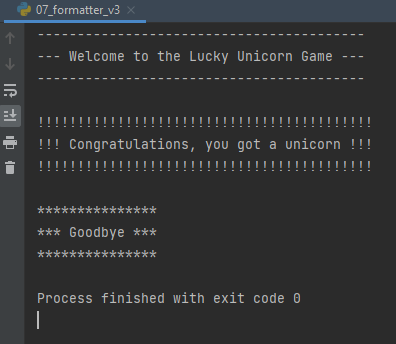 07_formatter_v3
-----------------------------------------
--- Welcome to the Lucky Unicorn Game ---
-----------------------------------------
!!!!!!!!!!!!!!!!!!!!!!!!!!!!!!!!!!!!!!!!!!
!!! Congratulations, you got a unicorn !!!
!!!!!!!!!!!!!!!!!!!!!!!!!!!!!!!!!!!!!!!!!!
***************
*** Goodbye ***
***************
Process finished with exit code 0